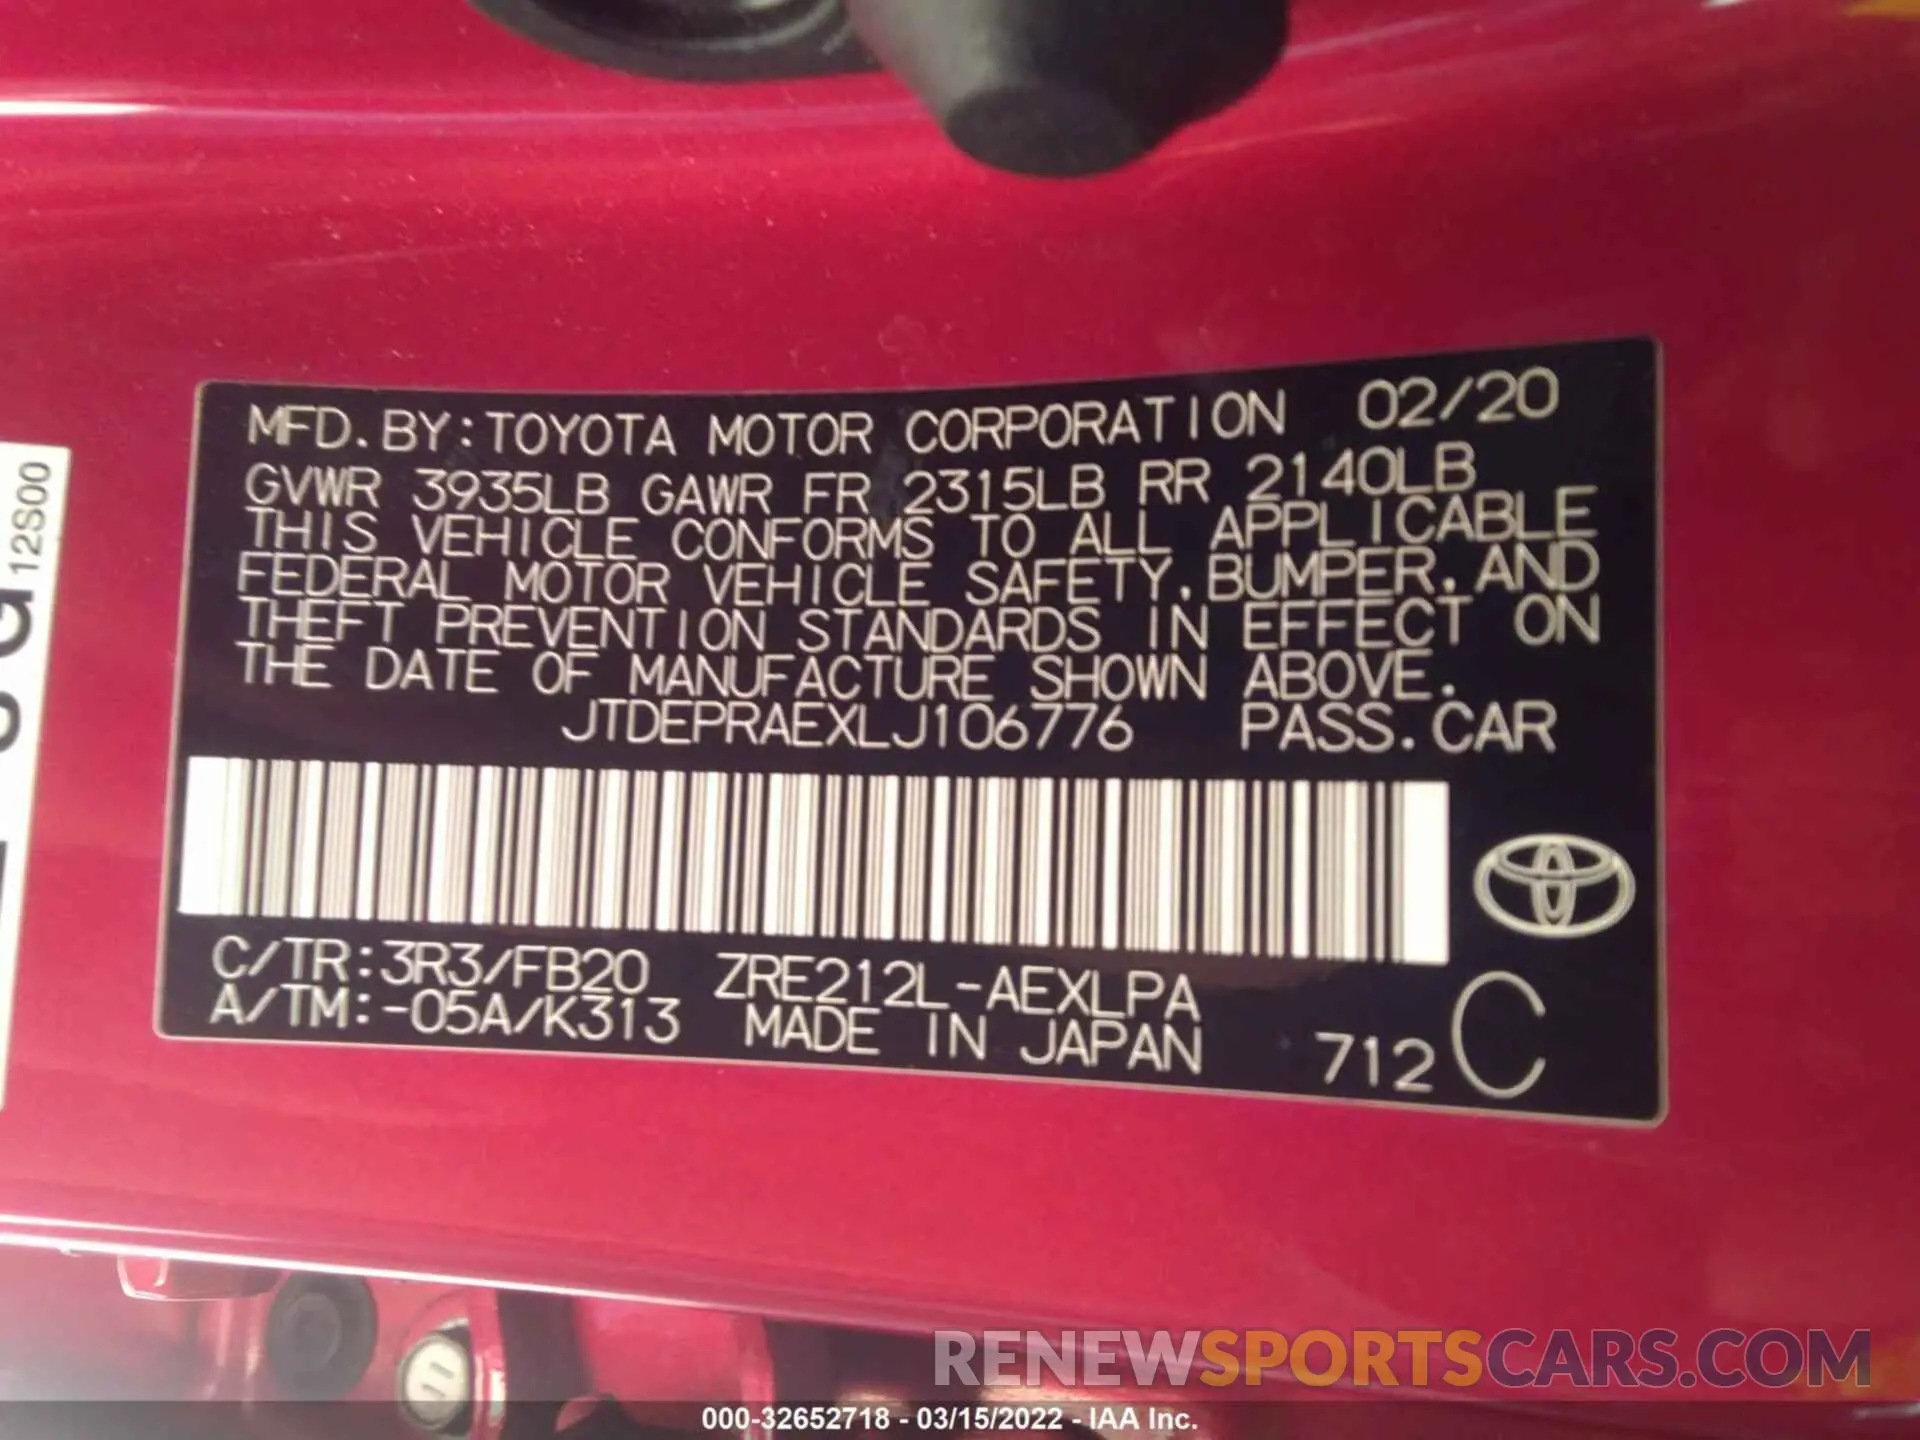 MFD. BY: TOYOTA MOTOR CORPORATION 02/20
GVWR 3935LB GAWR FR 2315LB RR 2140LB
THIS VEHICLE CONFORMS TO ALL APPLICABLE
FEDERAL MOTOR VEHICLE SAFETY, BUMPER, AND
THEFT PREVENTION STANDARDS IN EFFECT ON
THE DATE OF MANUFACTURE SHOWN ABOVE.
JTDEPRAEXLJ106776 PASS. CAR
C/TR: 3R3/FB20 ZRE212L-AEXLPA
A/TM: -05A/K313 MADE IN JAPAN 712 C
12S00
11
RENEWSPORTSCARS.COM
000-32652718 - 03/15/2022 - IAA Inc.